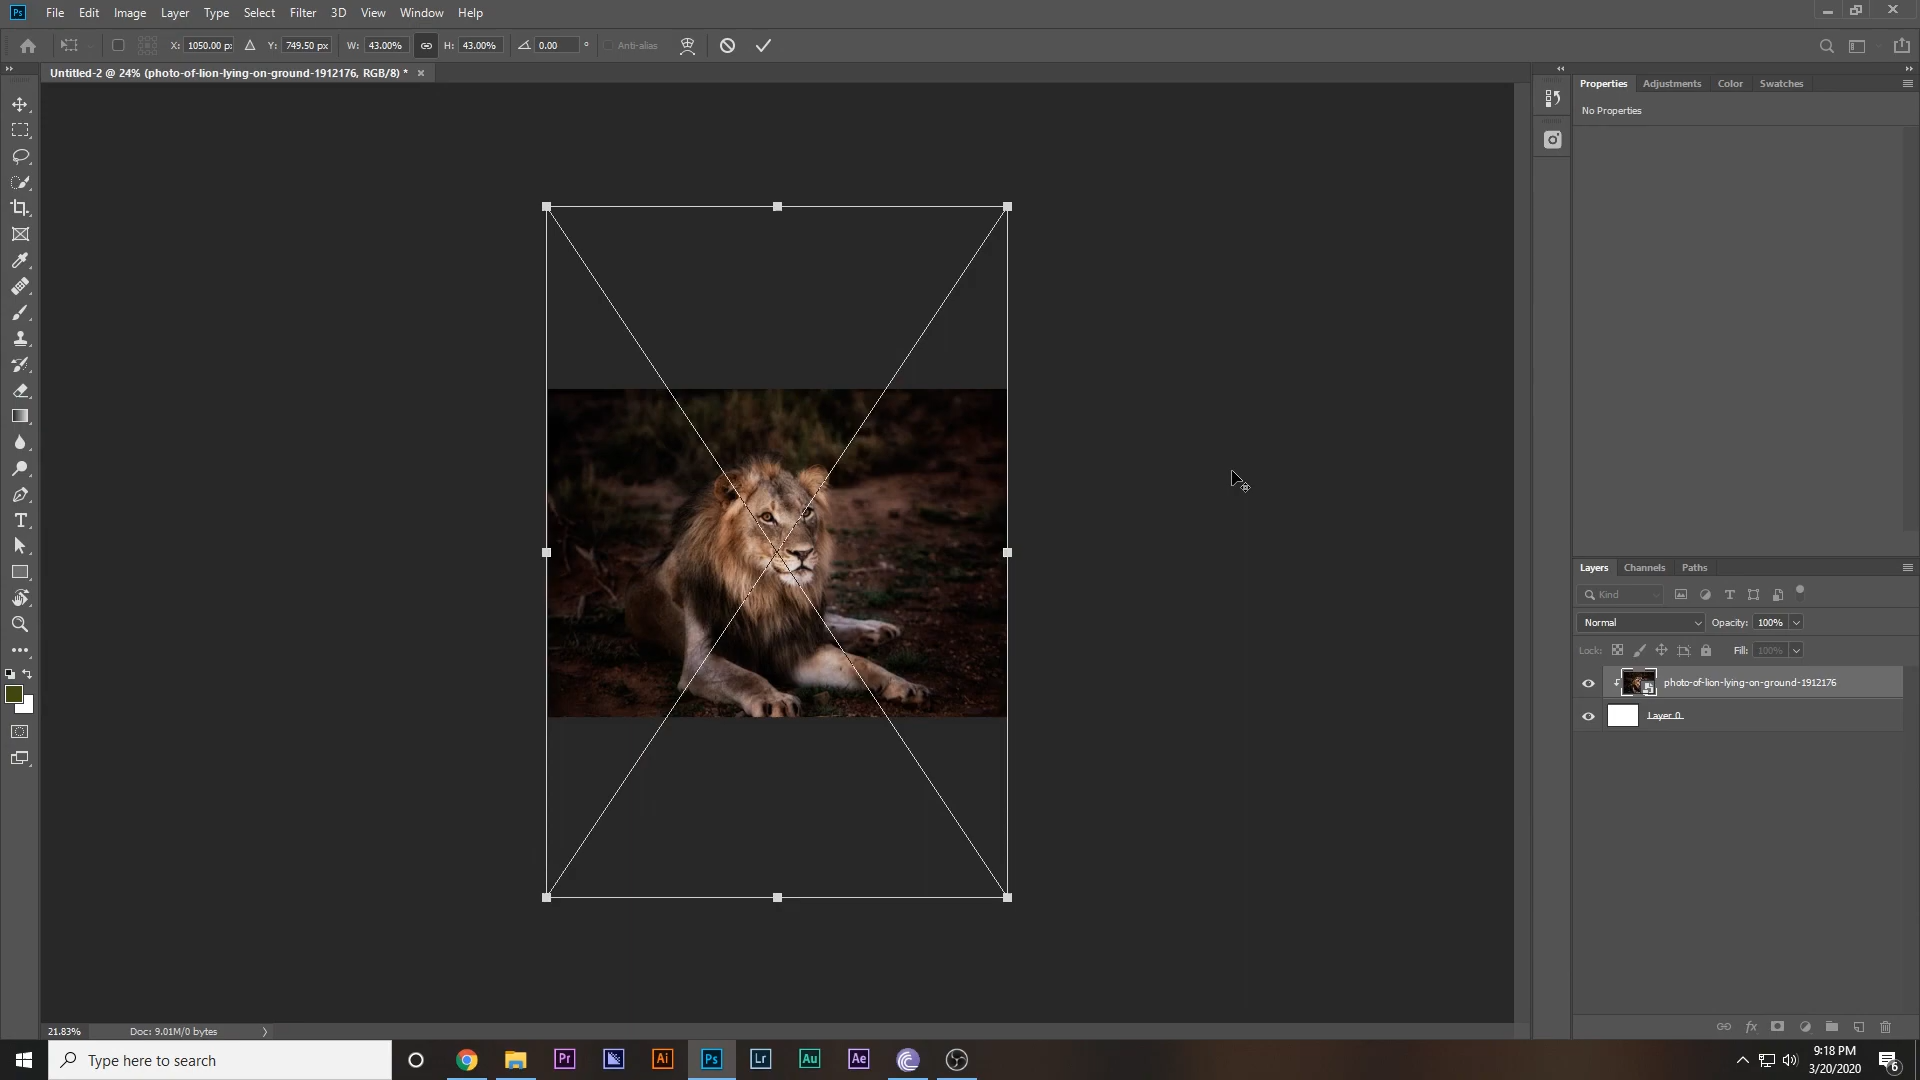 Ps File Edit Image Layer Type Select Filter 3D View Window Help
X: 1050.00 p: Y: 749.50 px W: 43.00% H: 43.00% 0.00 ° Anti-alias
Untitled-2 @ 24% (photo-of-lion-lying-on-ground-1912176, RGB/8) * ×
Properties Adjustments Color Swatches
No Properties
T
Layers Channels Paths
Kind T
Normal Opacity: 100%
Lock: Fill: 100%
photo-of-lion-lying-on-ground-1912176
Layer 0
fx
21.83% Doc: 9.01M/0 bytes
Type here to search Pr Ai Ps Lr Au Ae
9:18 PM
3/20/2020
6